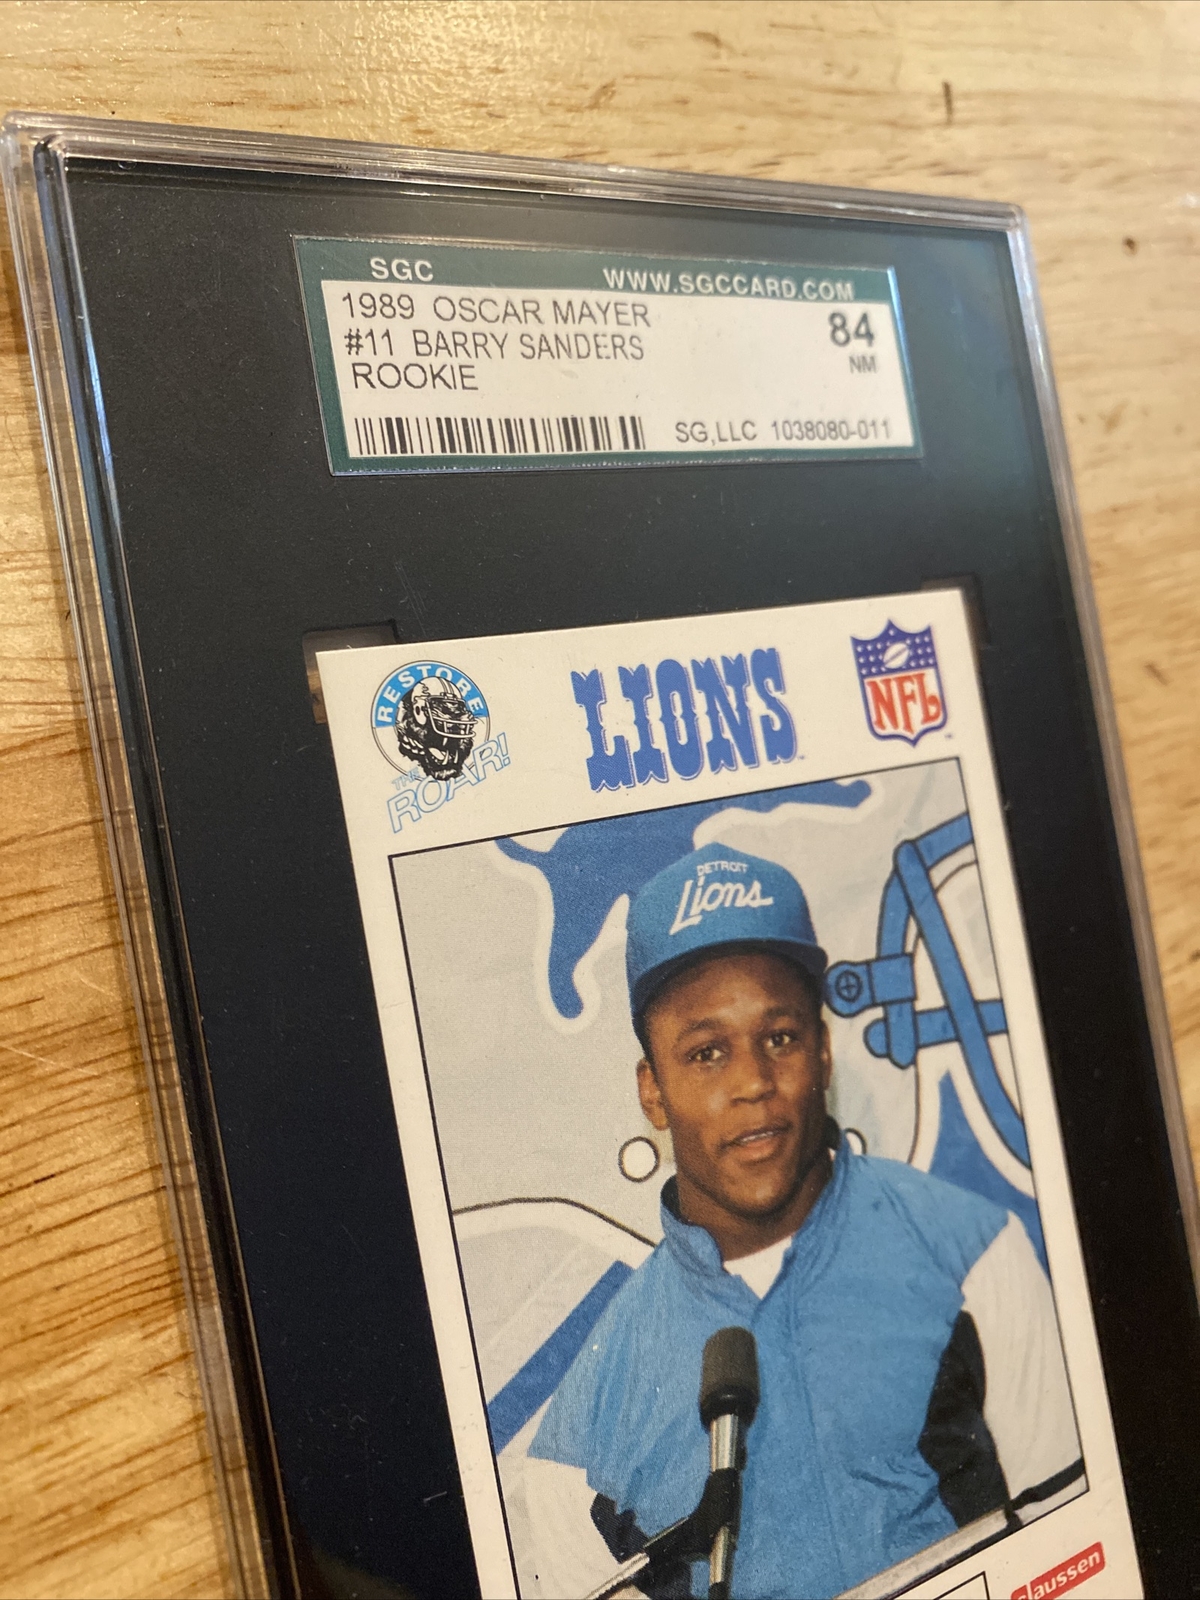 SGC WWW.SGCCARD.COM
1989 OSCAR MAYER
84
#11 BARRY SANDERS
NM
ROOKIE
SG,LLC 1038080-011
RESTORE
THE
ROAR!
LIONS
NFL
DETROIT
Lions
laussen